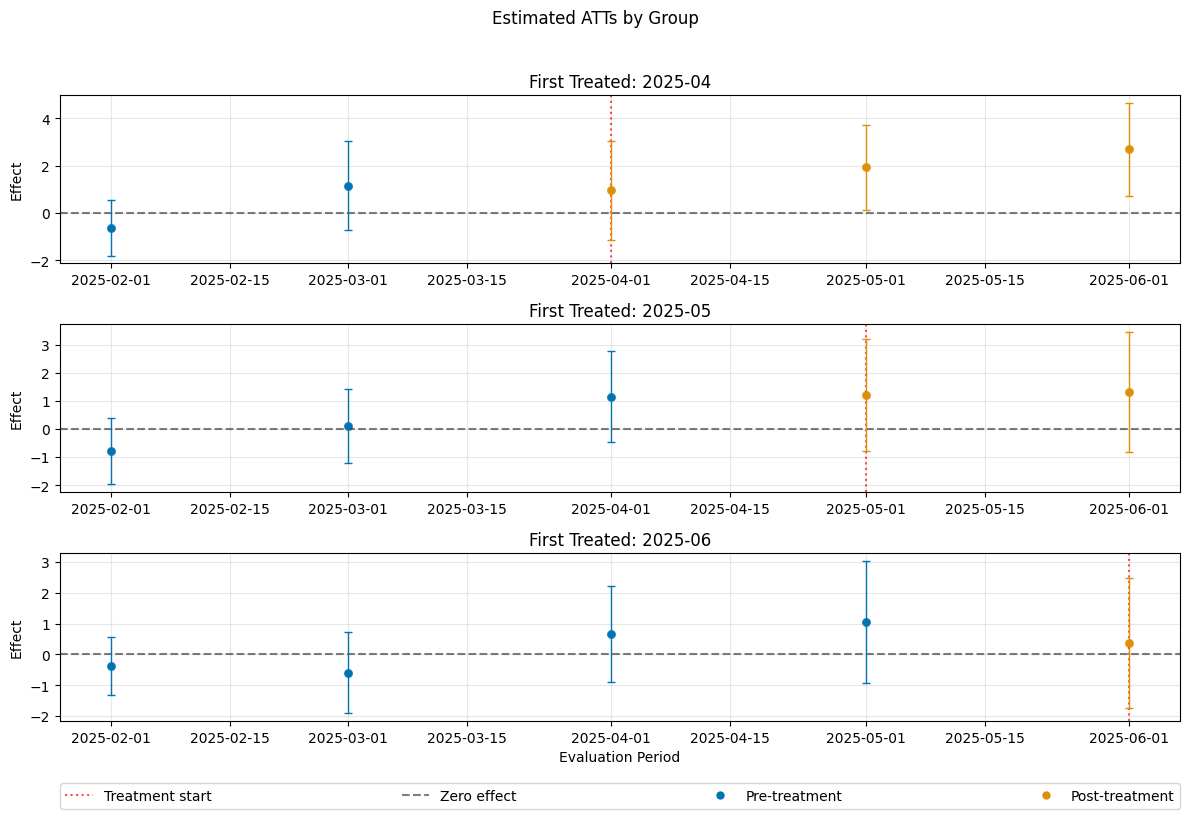 Estimated ATTs by Group
First Treated: 2025-04
Effect
4
2
0
−2
2025-02-01 2025-02-15 2025-03-01 2025-03-15 2025-04-01 2025-04-15 2025-05-01 2025-05-15 2025-06-01
First Treated: 2025-05
Effect
3
2
1
0
−1
−2
2025-02-01 2025-02-15 2025-03-01 2025-03-15 2025-04-01 2025-04-15 2025-05-01 2025-05-15 2025-06-01
First Treated: 2025-06
Effect
3
2
1
0
−1
−2
2025-02-01 2025-02-15 2025-03-01 2025-03-15 2025-04-01 2025-04-15 2025-05-01 2025-05-15 2025-06-01
Evaluation Period
Treatment start Zero effect Pre-treatment Post-treatment